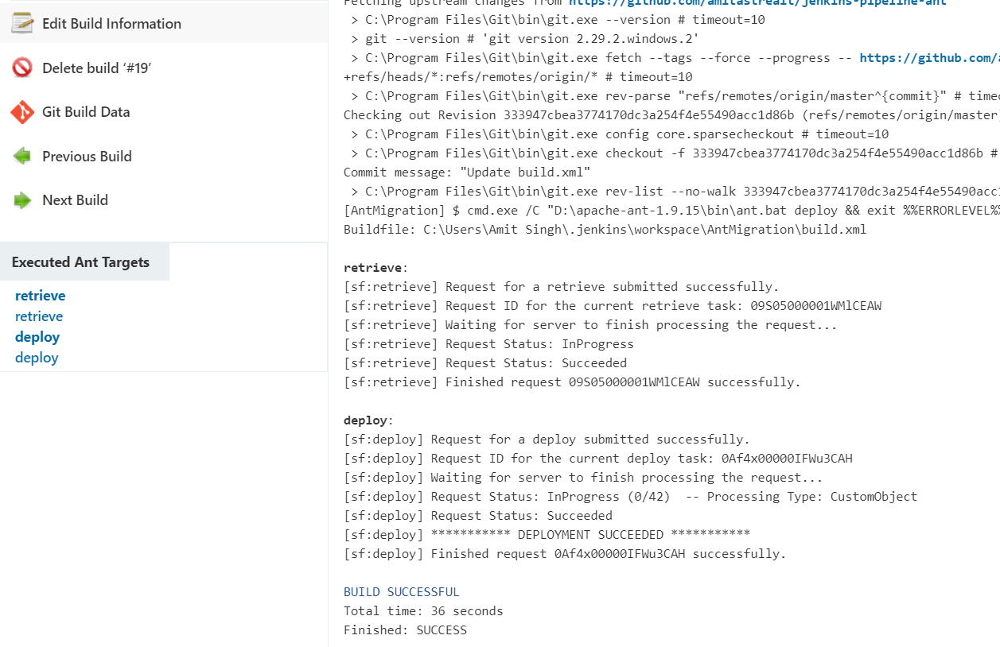 Edit Build Information
Delete build ‘#19’
Git Build Data
Previous Build
Next Build
Executed Ant Targets
retrieve
retrieve
deploy
deploy
Fetching upstream changes from https://github.com/amitastreait/jenkins-pipeline-ant
> C:\Program Files\Git\bin\git.exe --version # timeout=10
> git --version # 'git version 2.29.2.windows.2'
> C:\Program Files\Git\bin\git.exe fetch --tags --force --progress -- https://github.com/
+refs/heads/*:refs/remotes/origin/* # timeout=10
> C:\Program Files\Git\bin\git.exe rev-parse "refs/remotes/origin/master^{commit}" #
Checking out Revision 333947cbea3774170dc3a254f4e55490acc1d86b (refs/remotes/origin/master
> C:\Program Files\Git\bin\git.exe config core.sparsecheckout # timeout=10
> C:\Program Files\Git\bin\git.exe checkout -f 333947cbea3774170dc3a254f4e55490acc1d86b #
Commit message: "Update build.xml"
> C:\Program Files\Git\bin\git.exe rev-list --no-walk 333947cbea3774170dc3a254f4e55490acc
[AntMigration] $ cmd.exe /C "D:\apache-ant-1.9.15\bin\ant.bat deploy && exit %%ERRORLEVEL%
Buildfile: C:\Users\Amit Singh\.jenkins\workspace\AntMigration\build.xml
retrieve:
[sf:retrieve] Request for a retrieve submitted successfully.
[sf:retrieve] Request ID for the current retrieve task: 09S05000001WMlCEAW
[sf:retrieve] Waiting for server to finish processing the request...
[sf:retrieve] Request Status: InProgress
[sf:retrieve] Request Status: Succeeded
[sf:retrieve] Finished request 09S05000001WMlCEAW successfully.
deploy:
[sf:deploy] Request for a deploy submitted successfully.
[sf:deploy] Request ID for the current deploy task: 0Af4x00000IFWu3CAH
[sf:deploy] Waiting for server to finish processing the request...
[sf:deploy] Request Status: InProgress (0/42)  -- Processing Type: CustomObject
[sf:deploy] Request Status: Succeeded
[sf:deploy] *********** DEPLOYMENT SUCCEEDED ***********
[sf:deploy] Finished request 0Af4x00000IFWu3CAH successfully.
BUILD SUCCESSFUL
Total time: 36 seconds
Finished: SUCCESS